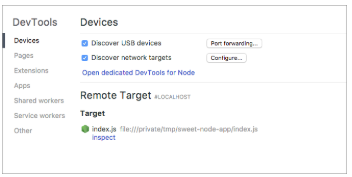 DevTools
Devices
Pages
Extensions
Apps
Shared workers
Service workers
Other
Devices
Discover USB devices
Port forwarding...
Discover network targets
Configure...
Open dedicated DevTools for Node
Remote Target #LOCALHOST
Target
index.js file:///private/tmp/sweet-node-app/index.js
inspect